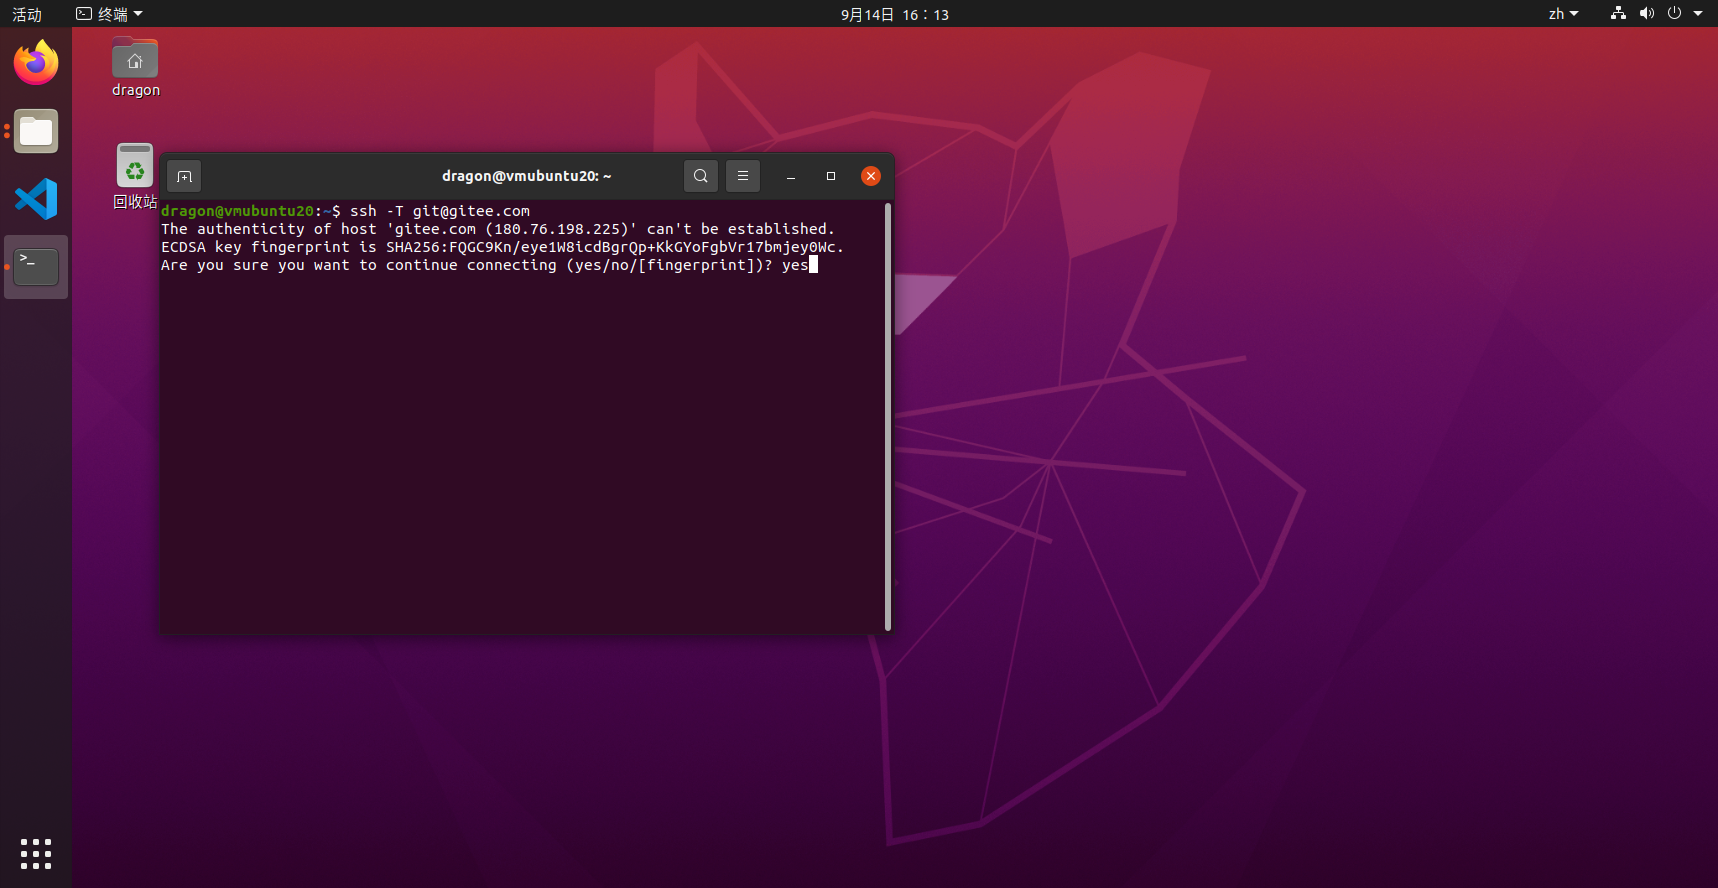 活动
终端
9月14日 16：13
zh
dragon
回收站
dragon@vmubuntu20: ~
dragon@vmubuntu20:~$ ssh -T git@gitee.com
The authenticity of host 'gitee.com (180.76.198.225)' can't be established.
ECDSA key fingerprint is SHA256:FQGC9Kn/eye1W8icdBgrQp+KkGYoFgbVr17bmjey0Wc.
Are you sure you want to continue connecting (yes/no/[fingerprint])? yes